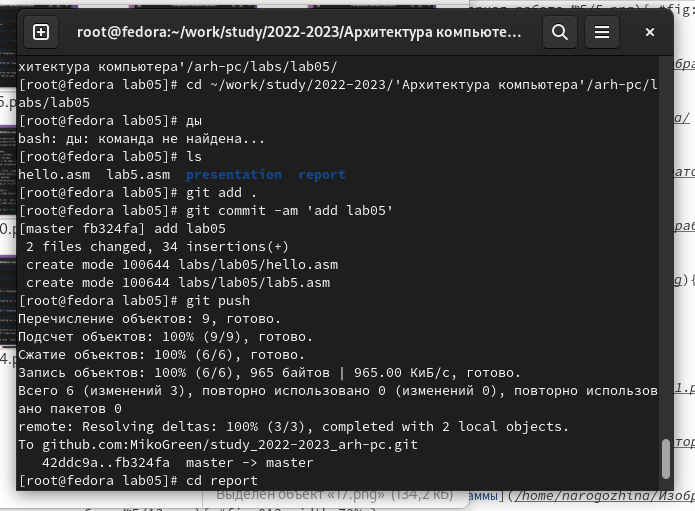 root@fedora:~/work/study/2022-2023/Архитектура компьюте...
хитектура компьютера'/arh-pc/labs/lab05/
[root@fedora lab05]# cd ~/work/study/2022-2023/'Архитектура компьютера'/arh-pc/l
abs/lab05
[root@fedora lab05]# ды
bash: ды: команда не найдена...
[root@fedora lab05]# ls
hello.asm  lab5.asm  presentation  report
[root@fedora lab05]# git add .
[root@fedora lab05]# git commit -am 'add lab05'
[master fb324fa] add lab05
 2 files changed, 34 insertions(+)
 create mode 100644 labs/lab05/hello.asm
 create mode 100644 labs/lab05/lab5.asm
[root@fedora lab05]# git push
Перечисление объектов: 9, готово.
Подсчет объектов: 100% (9/9), готово.
Сжатие объектов: 100% (6/6), готово.
Запись объектов: 100% (6/6), 965 байтов | 965.00 КиБ/с, готово.
Всего 6 (изменений 3), повторно использовано 0 (изменений 0), повторно использов
ано пакетов 0
remote: Resolving deltas: 100% (3/3), completed with 2 local objects.
To github.com:MikoGreen/study_2022-2023_arh-pc.git
   42ddc9a..fb324fa  master -> master
[root@fedora lab05]# cd report
Выделен объект «17.png» (134,2 кБ)
аммы](/home/narogozhina/Изобр